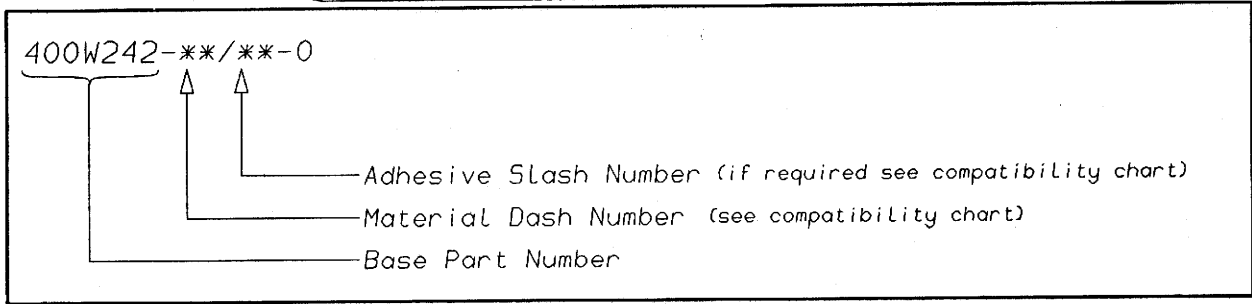 400W242-**/**-0
Adhesive Slash Number (if required see compatibility chart)
Material Dash Number (see compatibility chart)
Base Part Number